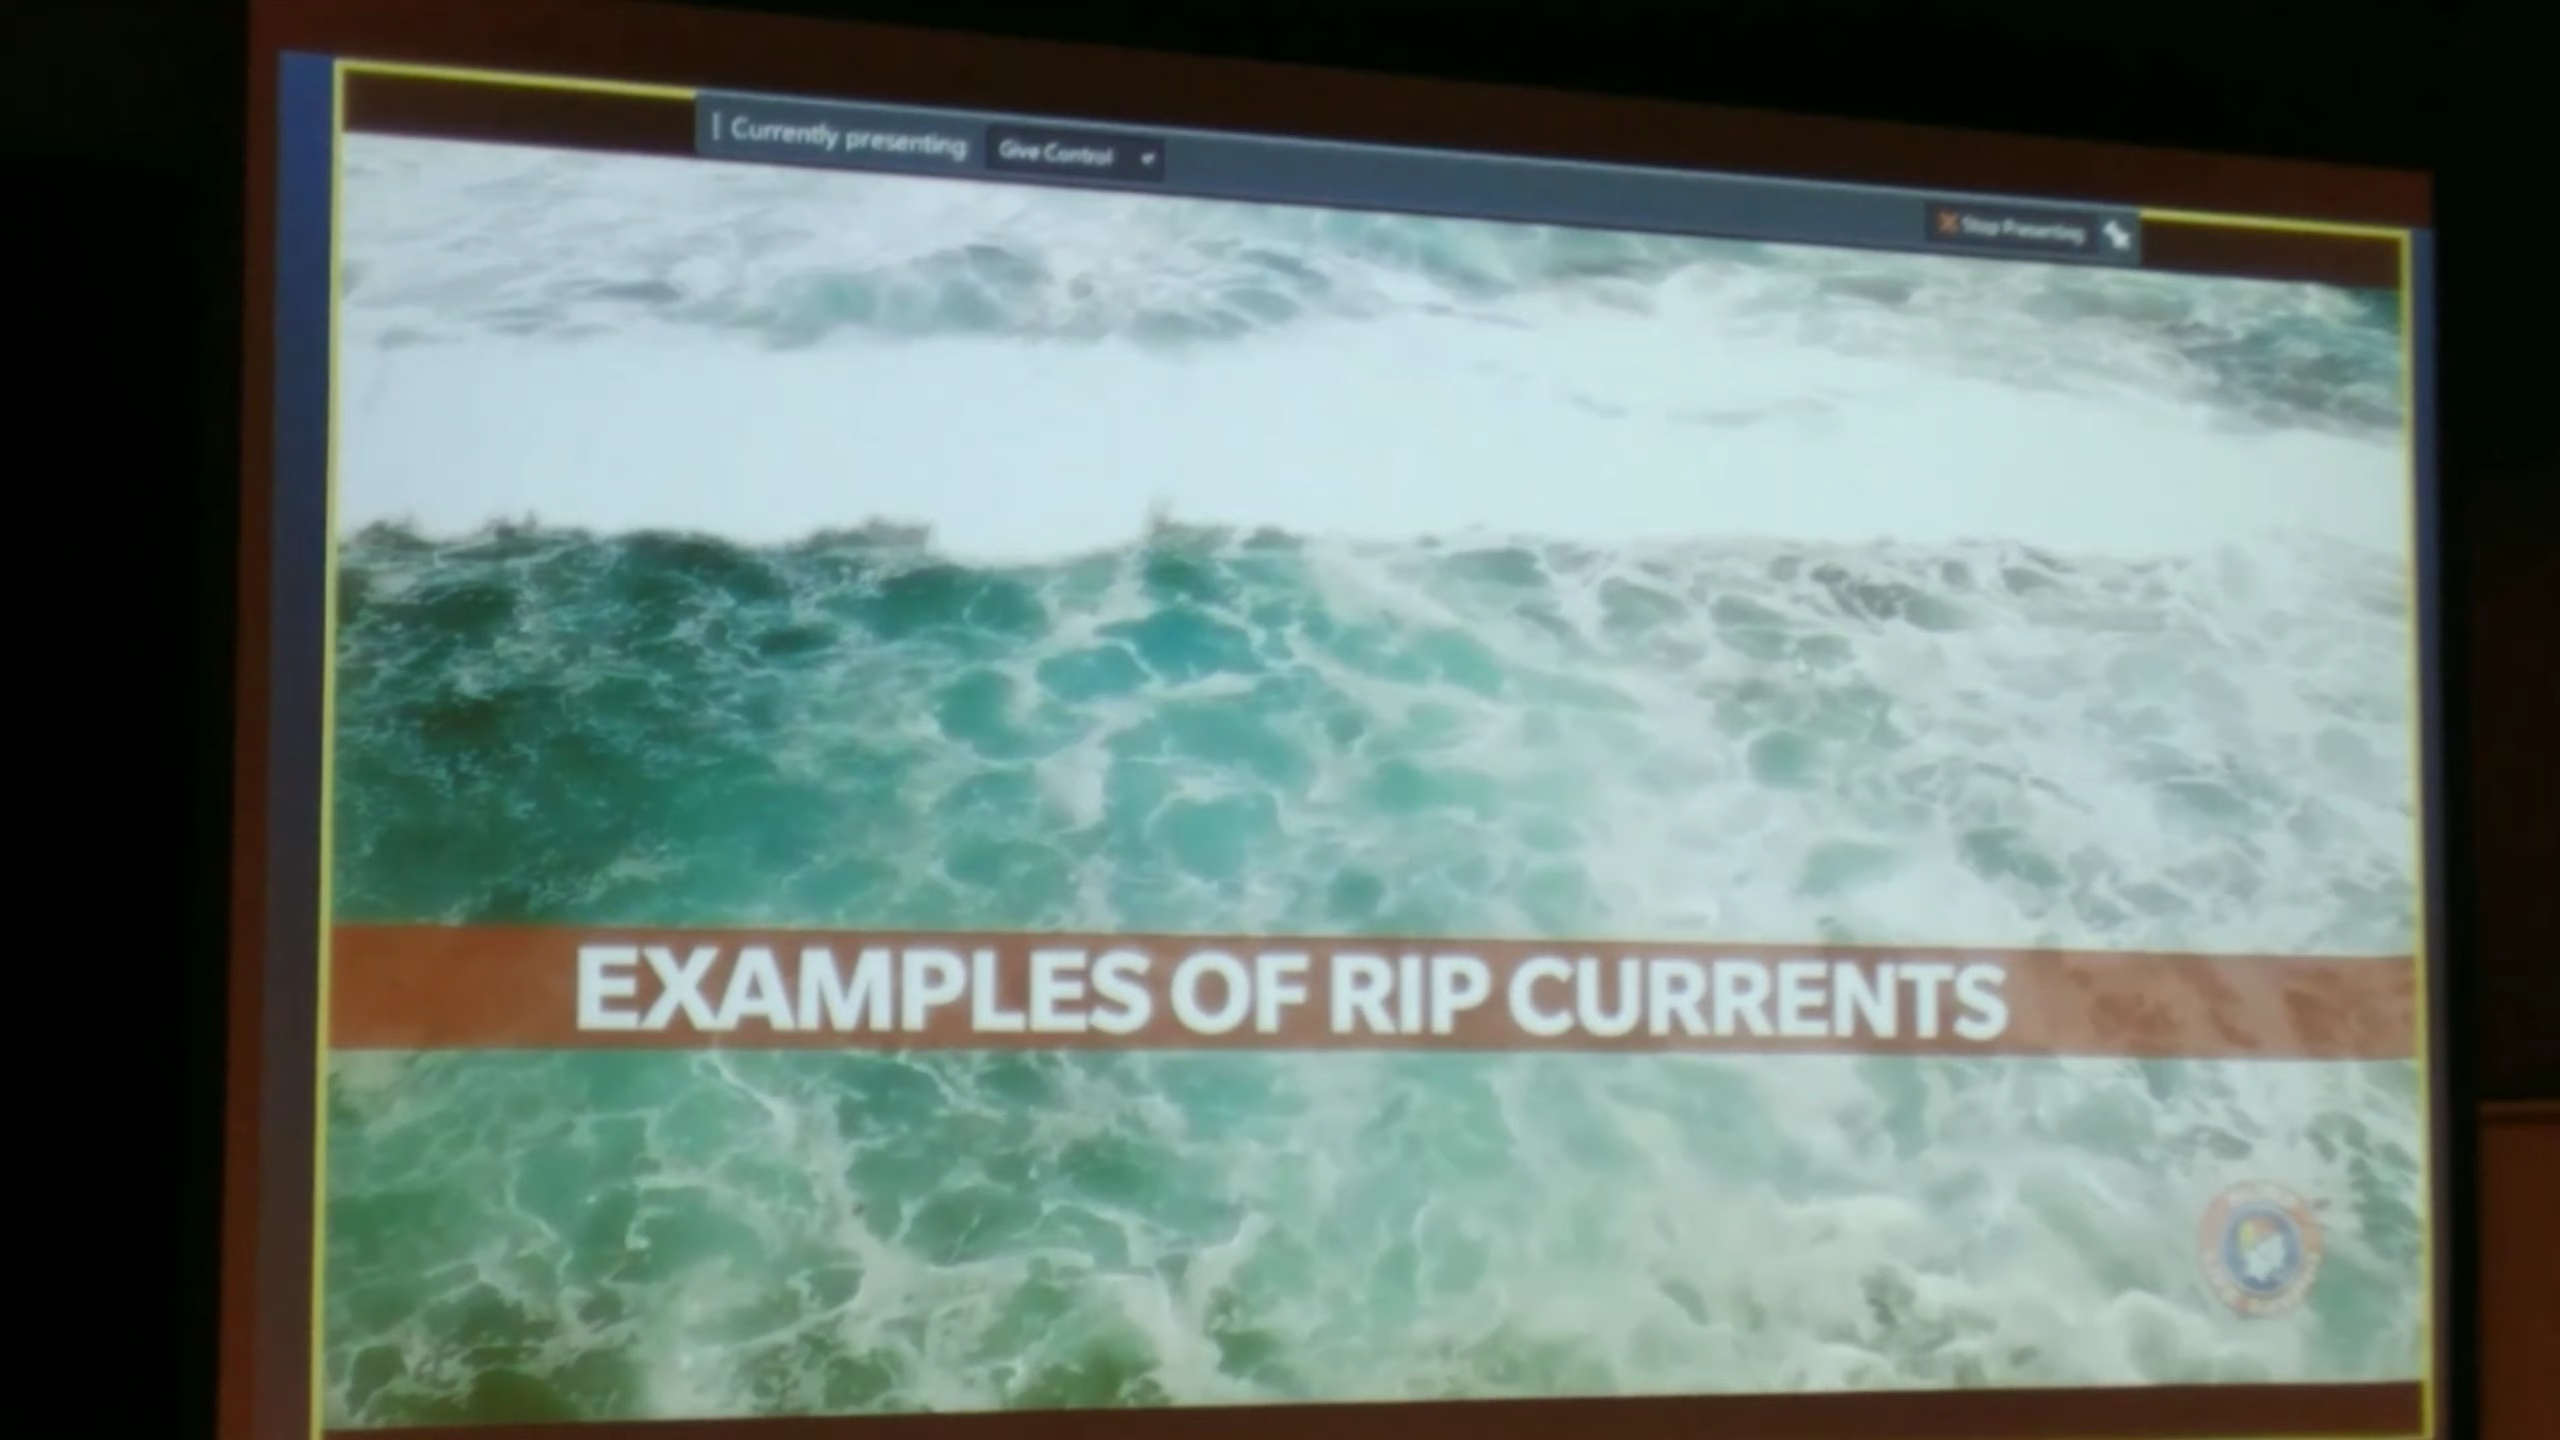 Currently presenting
Give Control
Stop Presenting
EXAMPLES OF RIP CURRENTS